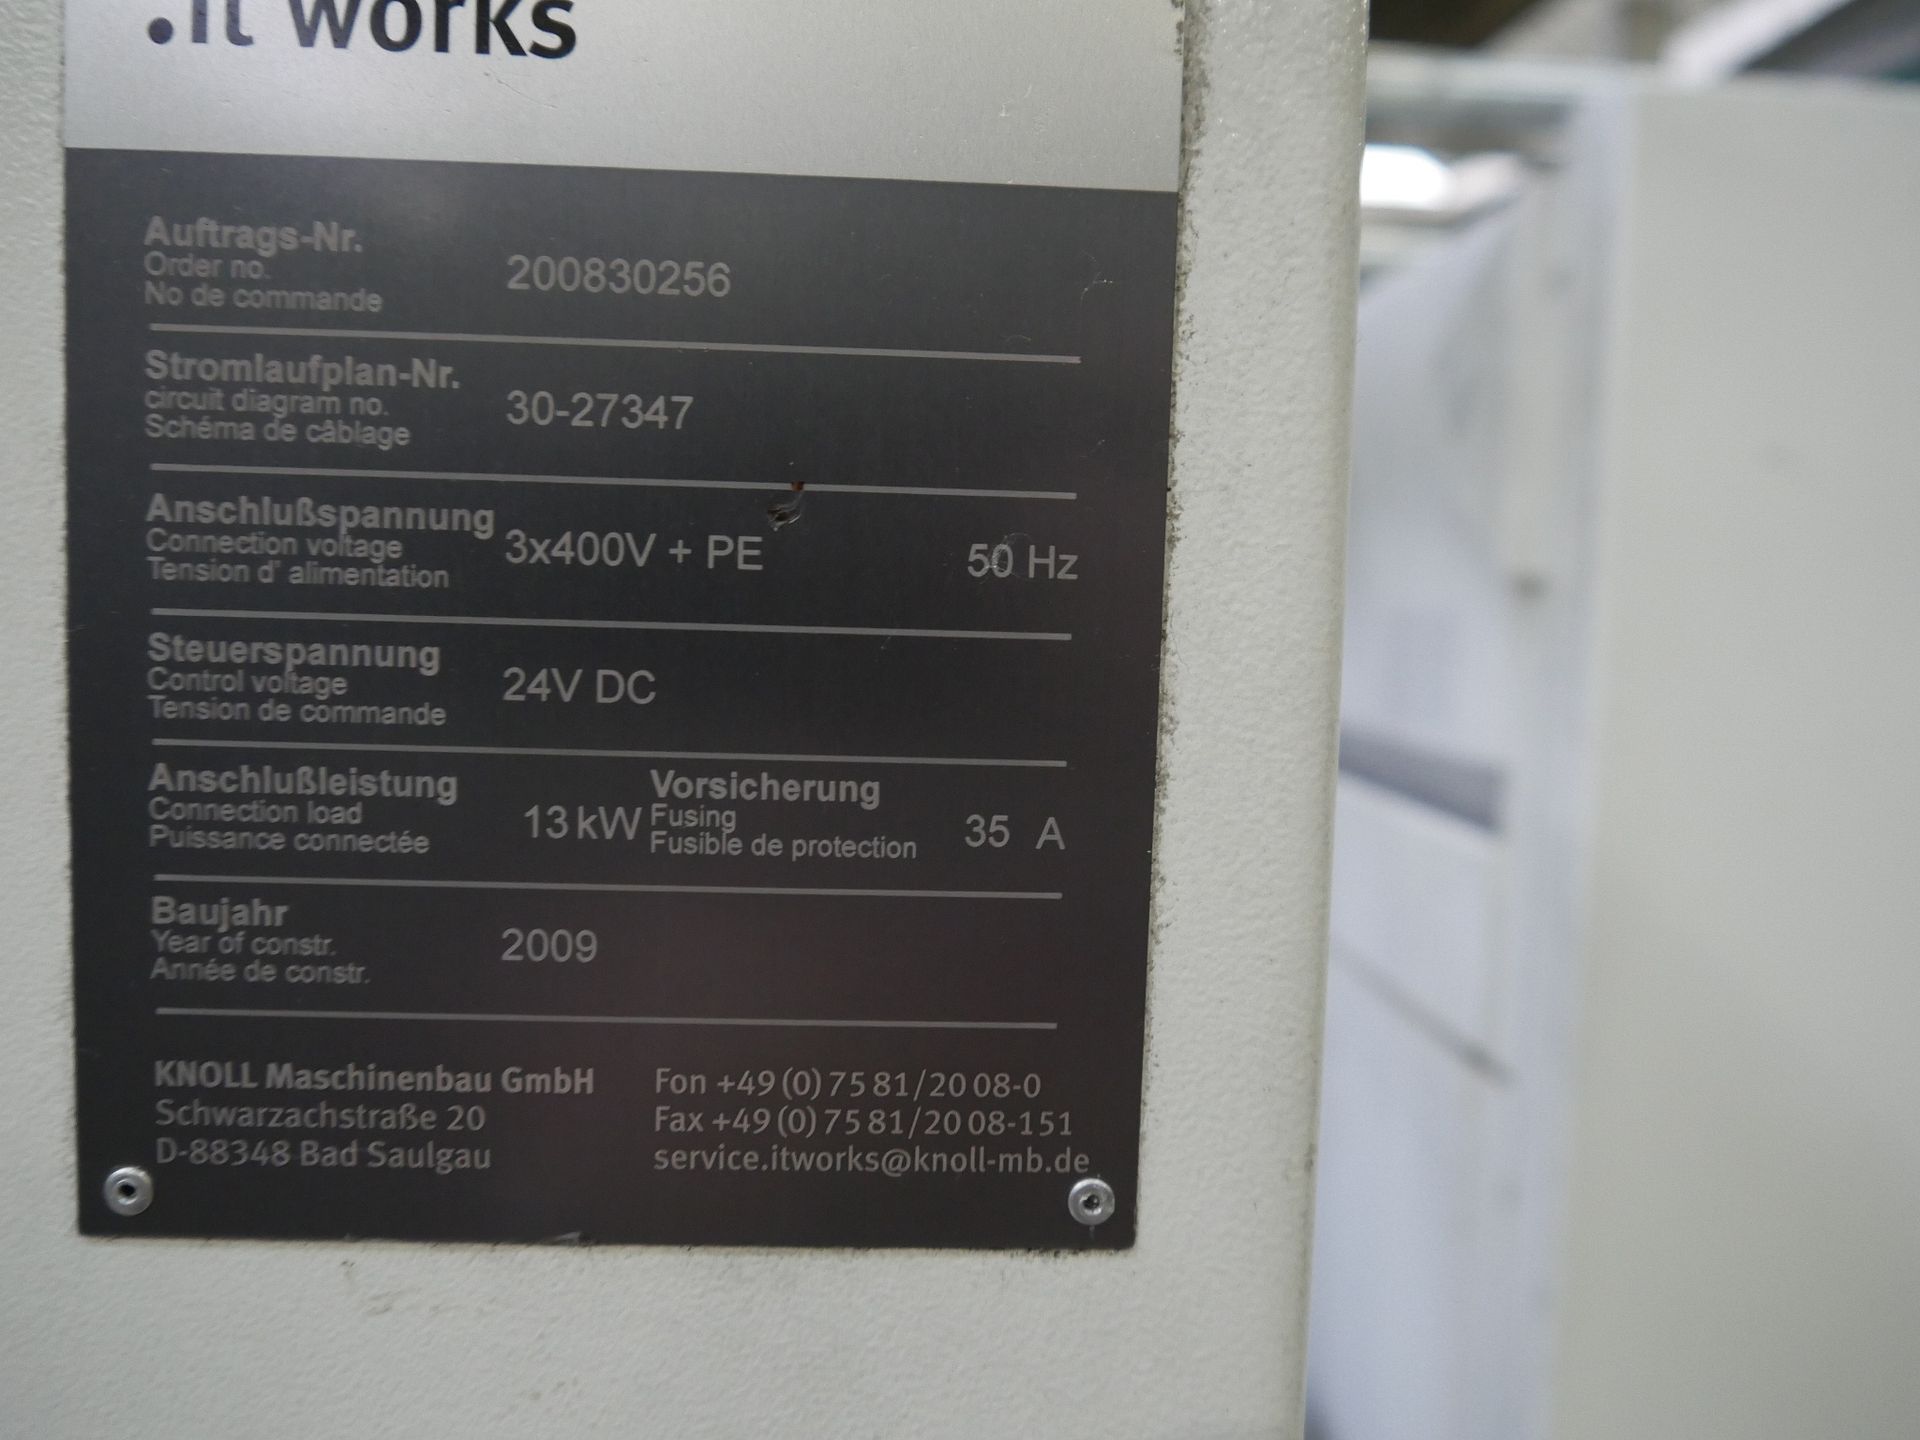 .it works
Auftrags-Nr.
Order no.
No de commande
200830256
Stromlaufplan-Nr.
circuit diagram no.
Schéma de câblage
30-27347
Anschlußspannung
Connection voltage
Tension d' alimentation
3x400V + PE
50 Hz
Steuerspannung
Control voltage
Tension de commande
24V DC
Anschlußleistung
Connection load
Puissance connectée
13 kW
Vorsicherung
Fusing
Fusible de protection
35 A
Baujahr
Year of constr.
Année de constr.
2009
KNOLL Maschinenbau GmbH
Schwarzachstraße 20
D-88348 Bad Saulgau
Fon +49 (0) 75 81/20 08-0
Fax +49 (0) 75 81/20 08-151
service.itworks@knoll-mb.de